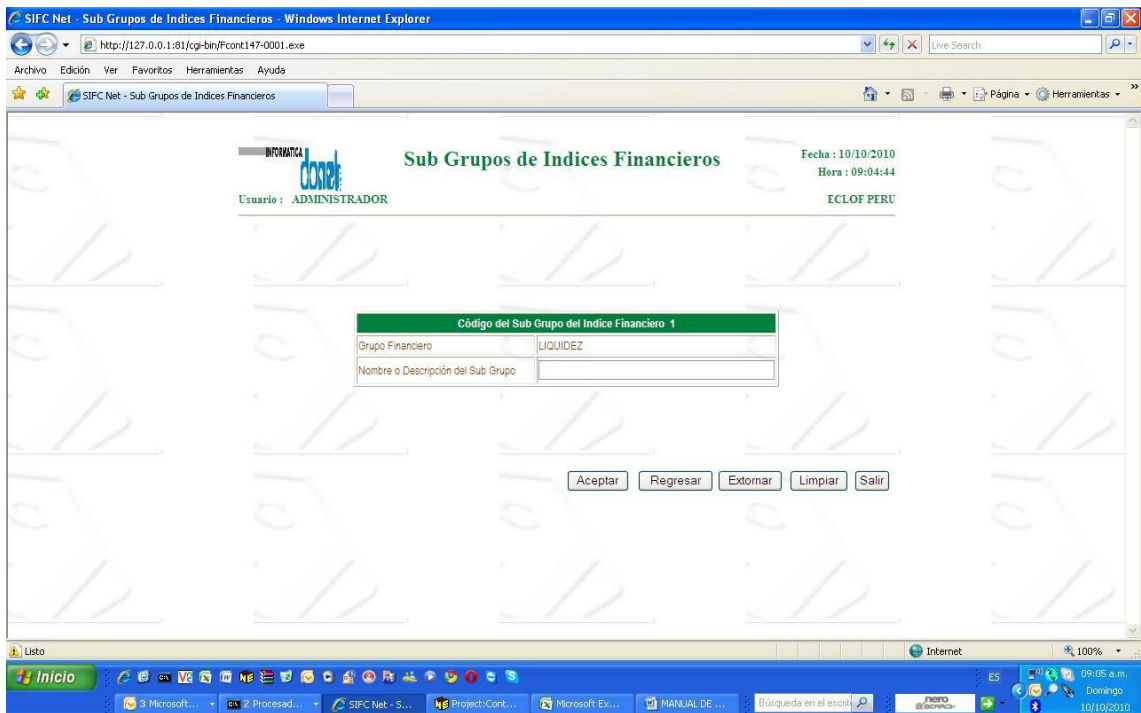 SIFC Net - Sub Grupos de Indices Financieros - Windows Internet Explorer
http://127.0.0.1:81/cgi-bin/Fcont147-0001.exe
Live Search
Archivo Edición Ver Favoritos Herramientas Ayuda
SIFC Net - Sub Grupos de Indices Financieros
Página Herramientas
INFORMATICA
donet
Sub Grupos de Indices Financieros
Fecha : 10/10/2010
Hora : 09:04:44
Usuario : ADMINISTRADOR
ECLOF PERU
Código del Sub Grupo del Indice Financiero 1
Grupo Financiero
LIQUIDEZ
Nombre o Descripción del Sub Grupo
Aceptar Regresar Extornar Limpiar Salir
Listo
Internet
100%
Inicio
ES
09:05 a.m.
Domingo
10/10/2010
3 Microsoft...
2 Procesad...
SIFC Net - S...
Project:Cont...
Microsoft Ex...
MANUAL DE ...
Búsqueda en el escrit
nero
SEARCH